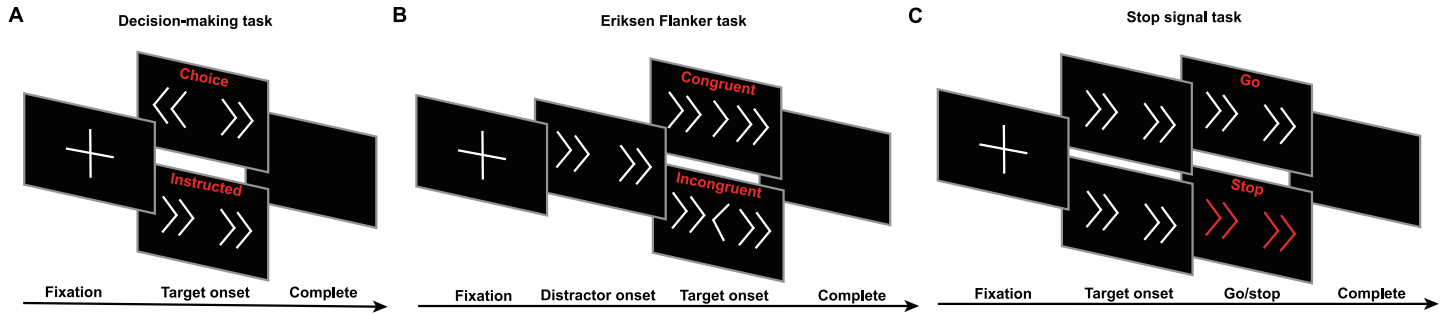 A
Decision-making task
Choice
Instructed
Fixation
Target onset
Complete
B
Eriksen Flanker task
Congruent
Incongruent
Fixation
Distractor onset
Target onset
Complete
C
Stop signal task
Go
Stop
Fixation
Target onset
Go/stop
Complete